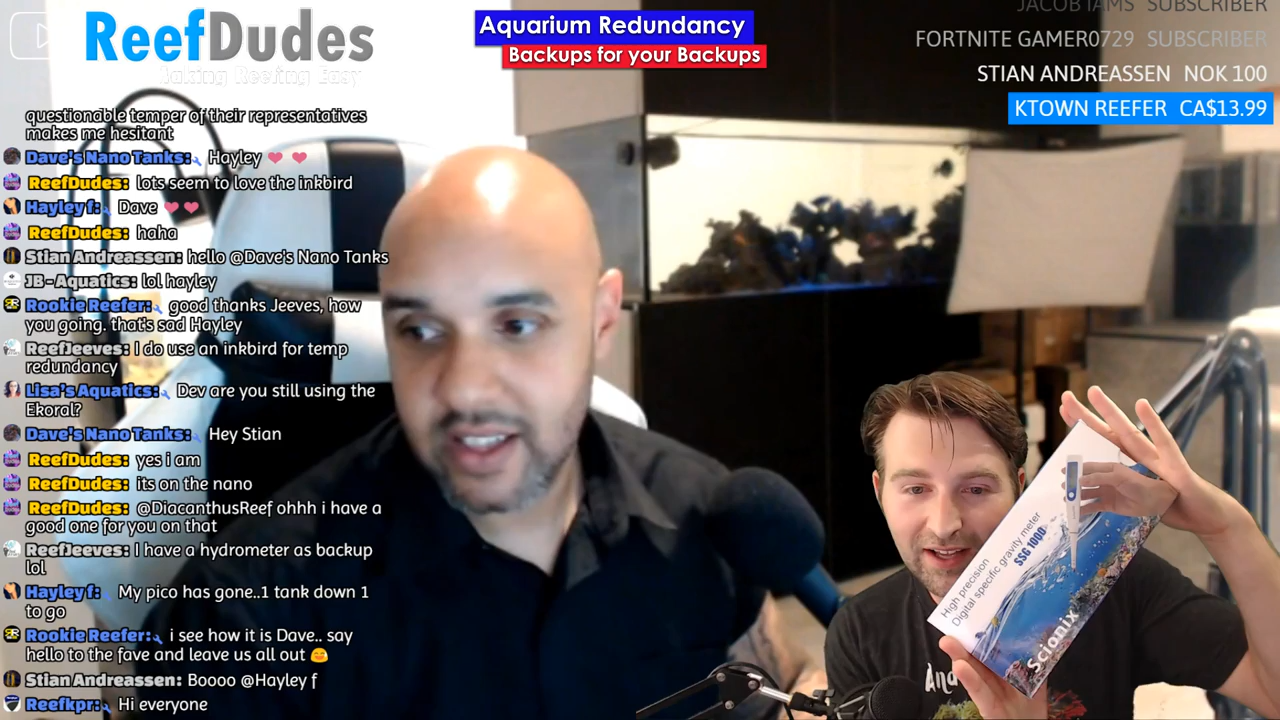 ReefDudes
Making Reefing Easy
Aquarium Redundancy
Backups for your Backups
JACOB IAMS SUBSCRIBER
FORTNITE GAMER0729 SUBSCRIBER
STIAN ANDREASSEN NOK 100
KTOWN REEFER CA$13.99
questionable temper of their representatives
makes me hesitant
Dave's Nano Tanks: Hayley ❤ ❤
ReefDudes: lots seem to love the inkbird
Hayley f: Dave ❤❤
ReefDudes: haha
Stian Andreassen: hello @Dave's Nano Tanks
JB-Aquatics: lol hayley
Rookie Reefer: good thanks Jeeves, how
you going. that's sad Hayley
ReefJeeves: I do use an inkbird for temp
redundancy
Lisa's Aquatics: Dev are you still using the
Ekoral?
Dave's Nano Tanks: Hey Stian
ReefDudes: yes i am
ReefDudes: its on the nano
ReefDudes: @DiacanthusReef ohhh i have a
good one for you on that
ReefJeeves: I have a hydrometer as backup
lol
Hayley f: My pico has gone..1 tank down 1
to go
Rookie Reefer: i see how it is Dave.. say
hello to the fave and leave us all out 😄
Stian Andreassen: Boooo @Hayley f
Reefkpr: Hi everyone
High precision
Digital specific gravity meter
SSG 1000
Scionix